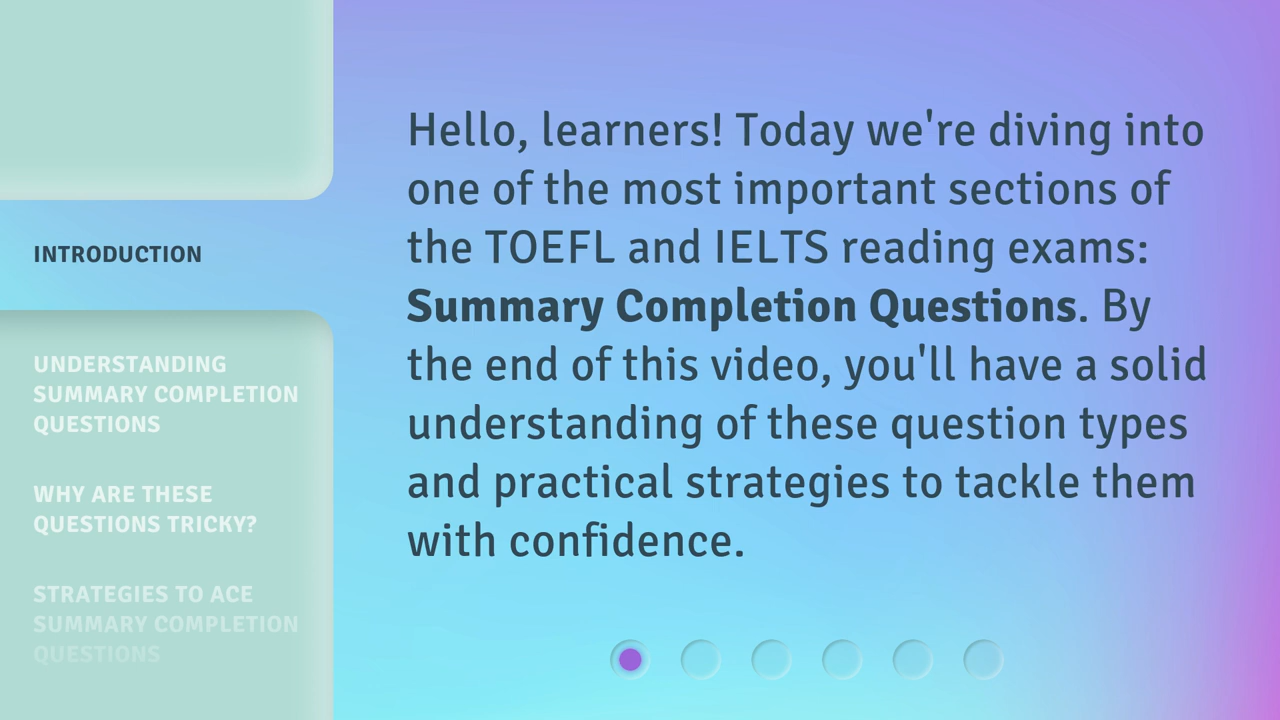 INTRODUCTION
UNDERSTANDING
SUMMARY COMPLETION
QUESTIONS
WHY ARE THESE
QUESTIONS TRICKY?
STRATEGIES TO ACE
SUMMARY COMPLETION
QUESTIONS
Hello, learners! Today we're diving into
one of the most important sections of
the TOEFL and IELTS reading exams:
Summary Completion Questions. By
the end of this video, you'll have a solid
understanding of these question types
and practical strategies to tackle them
with confidence.